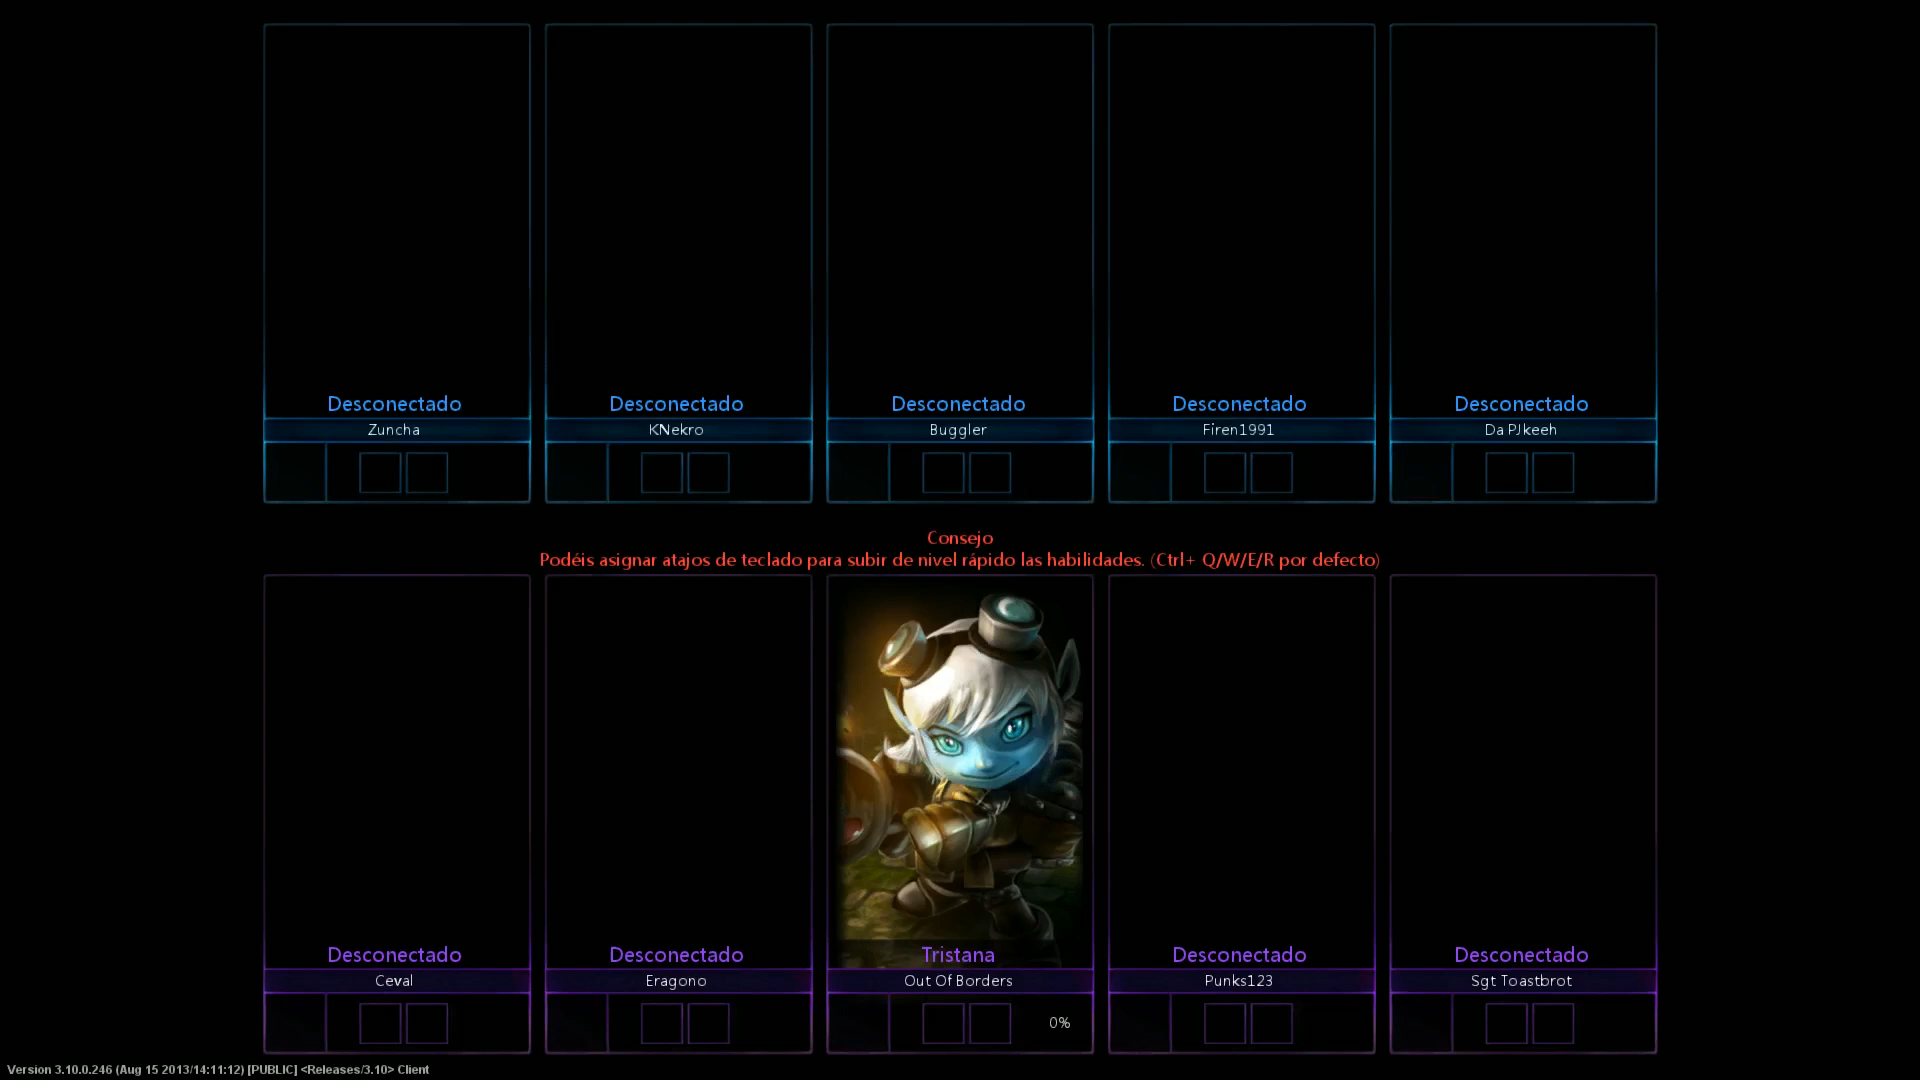 Desconectado
Zuncha
Desconectado
KNekro
Desconectado
Buggler
Desconectado
Firen1991
Desconectado
Da PJkeeh
Consejo
Podéis asignar atajos de teclado para subir de nivel rápido las habilidades. (Ctrl+ Q/W/E/R por defecto)
Desconectado
Ceval
Desconectado
Eragono
Tristana
Out Of Borders
0%
Desconectado
Punks123
Desconectado
Sgt Toastbrot
Version 3.10.0.246 (Aug 15 2013/14:11:12) [PUBLIC] <Releases/3.10> Client